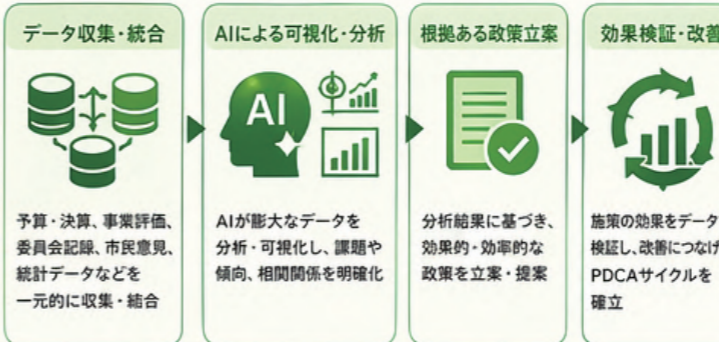 データ収集・統合
予算・決算、事業評価、
委員会記録、市民意見、
統計データなどを
一元的に収集・結合
AIによる可視化・分析
AI
AIが膨大なデータを
分析・可視化し、課題や
傾向、相関関係を明確化
根拠ある政策立案
分析結果に基づき、
効果的・効率的な
政策を立案・提案
効果検証・改善
施策の効果をデータ
検証し、改善につなげ
PDCAサイクルを
確立